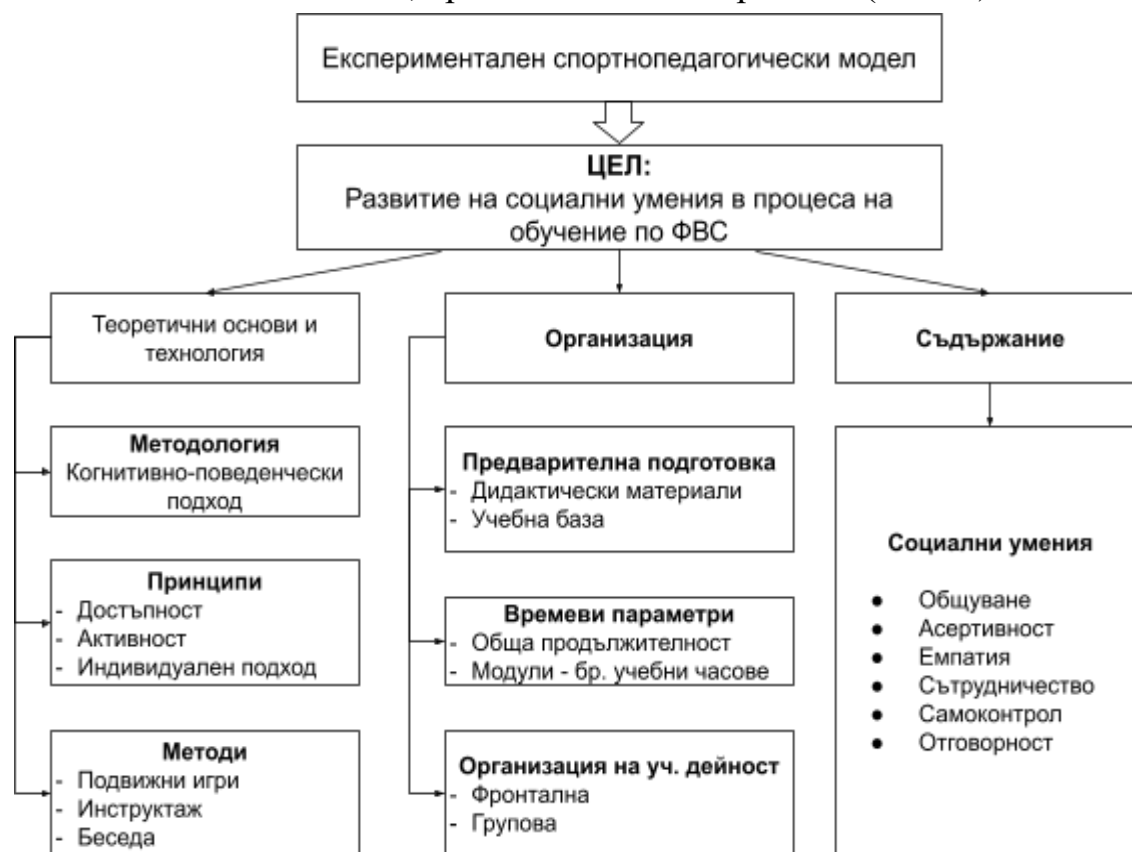 Експериментален спортнопедагогически модел
ЦЕЛ:
Развитие на социални умения в процеса на
обучение по ФВС
Теоретични основи и
технология
Методология
Когнитивно-поведенчески
подход
Принципи
- Достъпност
- Активност
- Индивидуален подход
Методи
- Подвижни игри
- Инструктаж
- Беседа
Организация
Предварителна подготовка
- Дидактически материали
- Учебна база
Времеви параметри
- Обща продължителност
- Модули - бр. учебни часове
Организация на уч. дейност
- Фронтална
- Групова
Съдържание
Социални умения
● Общуване
● Асертивност
● Емпатия
● Сътрудничество
● Самоконтрол
● Отговорност